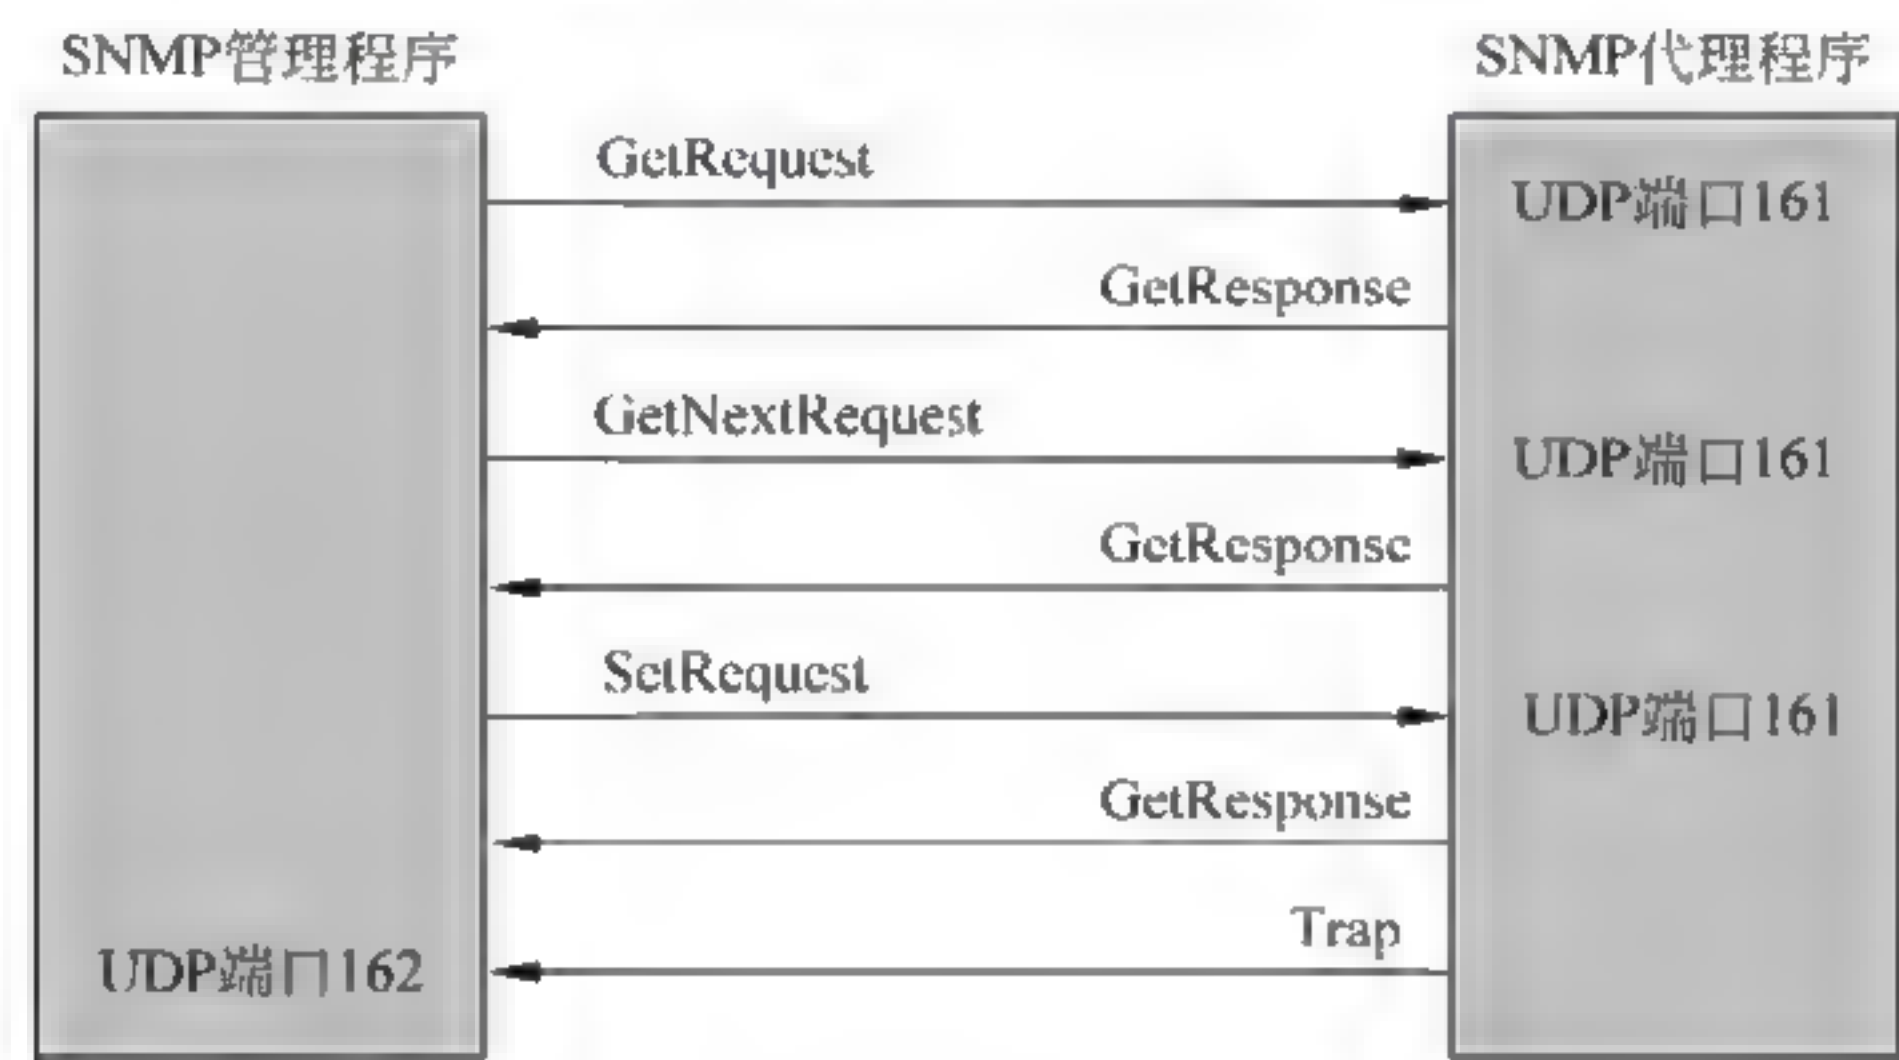 SNMP管理程序
SNMP代理程序
GetRequest
UDP端口161
GetResponse
GetNextRequest
UDP端口161
GetResponse
SetRequest
UDP端口161
GetResponse
Trap
UDP端口162